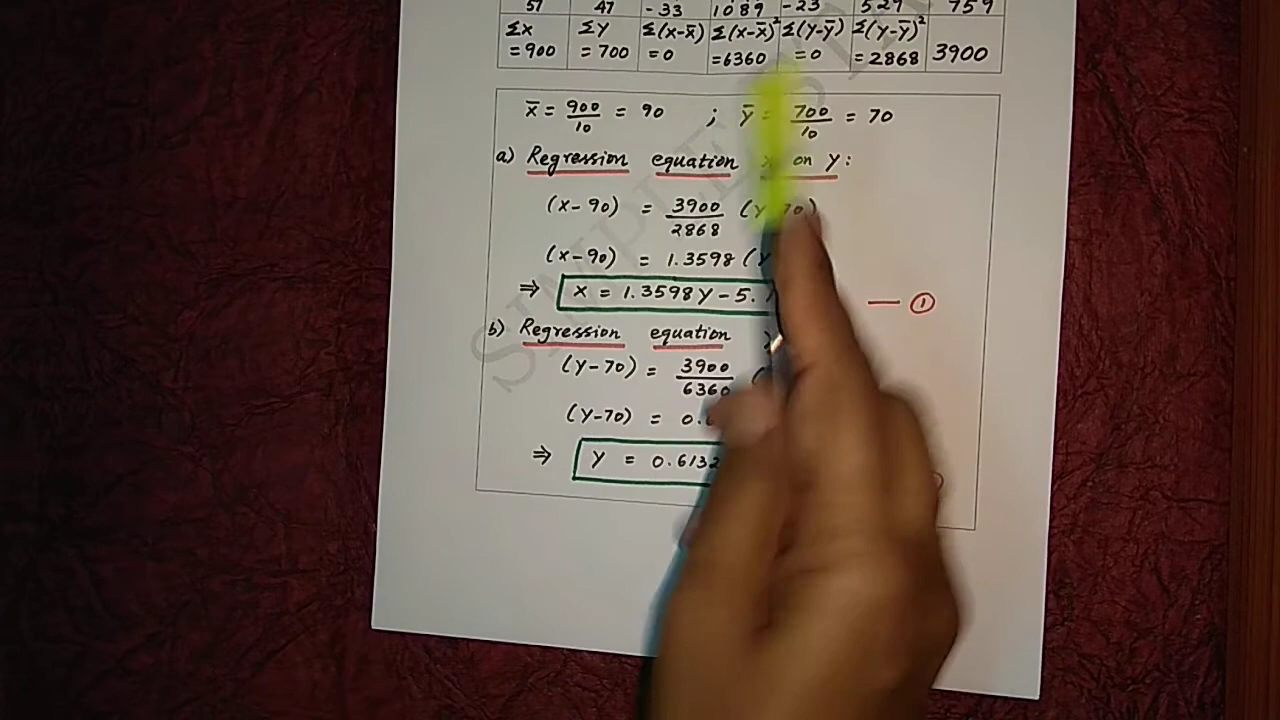 57 47 -33 1089 -23 529 759
Σx Σy Σ(x-x̄) Σ(x-x̄)² Σ(y-ȳ) Σ(y-ȳ)²
=900 =700 =0 =6360 =0 =2868 3900
x̄ = 900/10 = 90 ; ȳ = 700/10 = 70
a) Regression equation x on y:
(x-90) = 3900/2868 (y-70)
(x-90) = 1.3598 (y
⇒ x = 1.3598y - 5. — ①
b) Regression equation
(y-70) = 3900/6360 (
(y-70) = 0.
⇒ y = 0.6132
SIMPLE